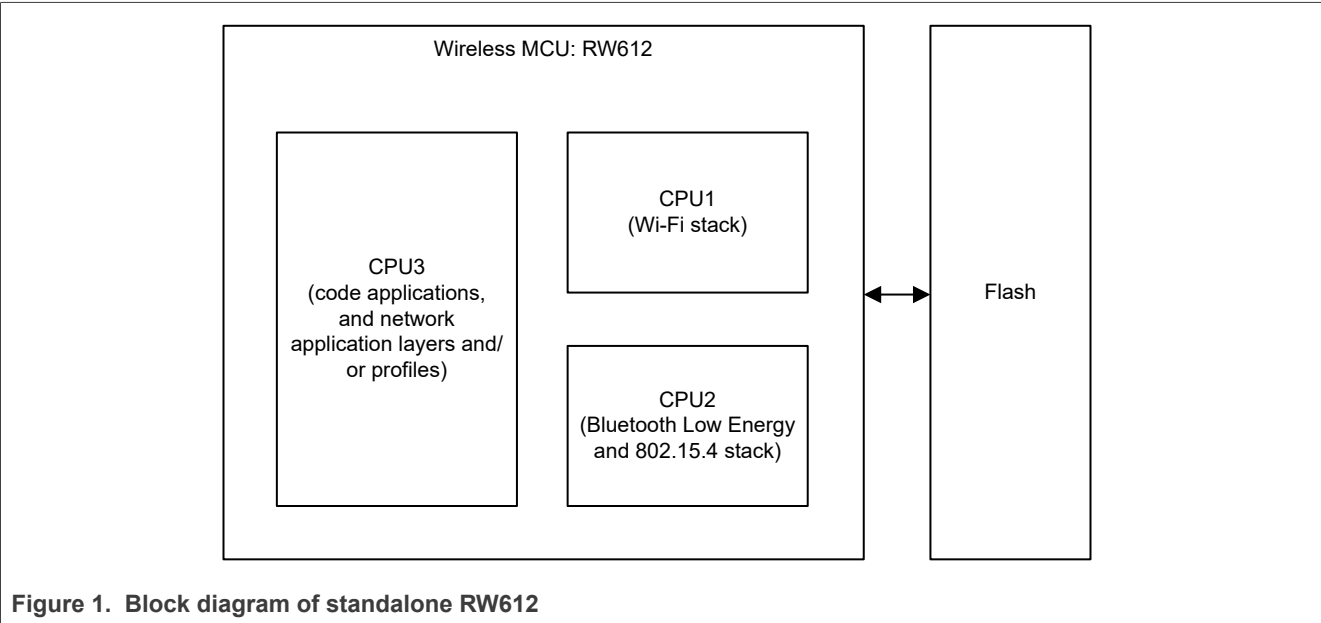 Wireless MCU: RW612
CPU3
(code applications,
and network
application layers and/
or profiles)
CPU1
(Wi-Fi stack)
CPU2
(Bluetooth Low Energy
and 802.15.4 stack)
Flash
Figure 1. Block diagram of standalone RW612